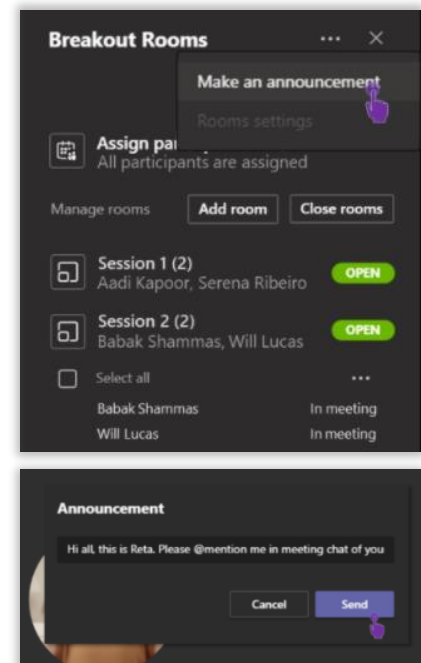 Breakout Rooms
Make an announcement
Rooms settings
Assign par
All participants are assigned
Manage rooms Add room Close rooms
Session 1 (2)
Aadi Kapoor, Serena Ribeiro OPEN
Session 2 (2)
Babak Shammas, Will Lucas OPEN
Select all
Babak Shammas In meeting
Will Lucas In meeting
Announcement
Hi all, this is Reta. Please @mention me in meeting chat of you
Cancel Send